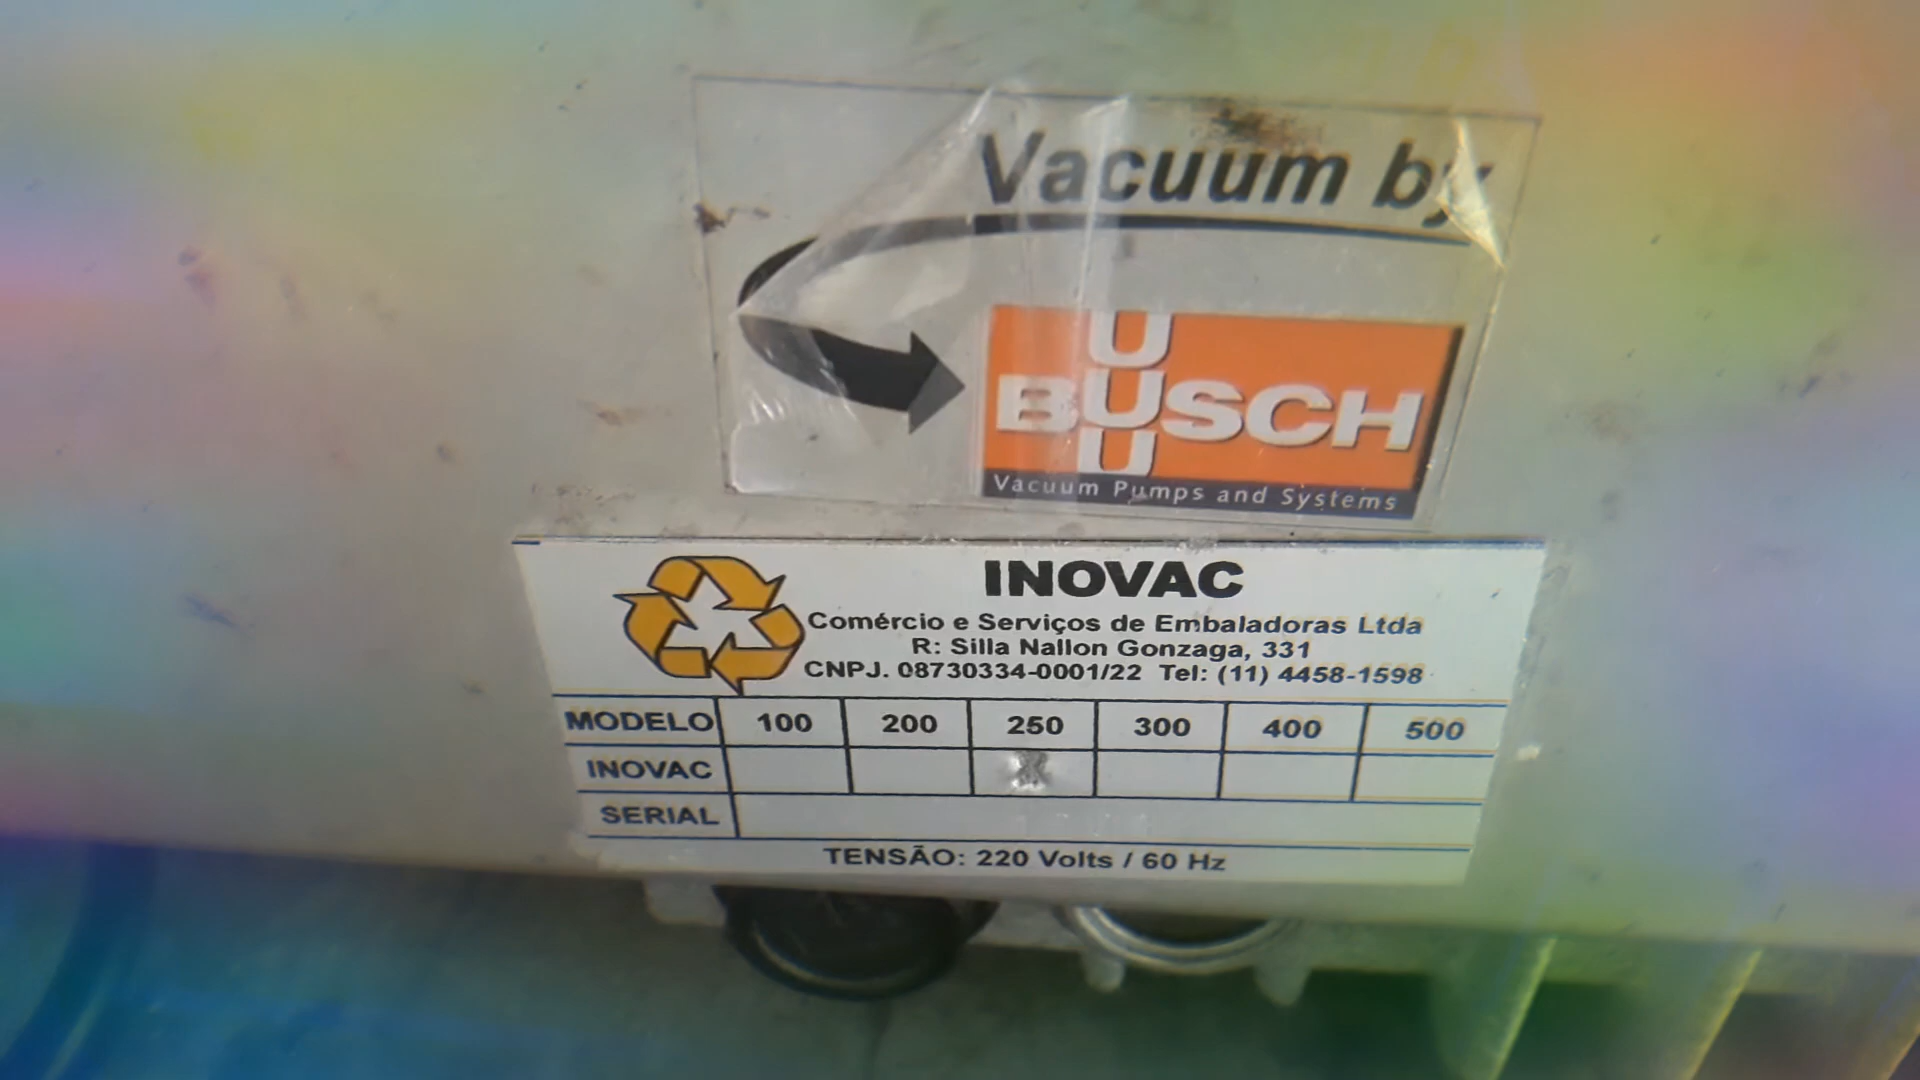 Vacuum by
BUSCH
Vacuum Pumps and Systems
INOVAC
Comércio e Serviços de Embaladoras Ltda
R: Silla Nallon Gonzaga, 331
CNPJ. 08730334-0001/22 Tel: (11) 4458-1598
MODELO 100 200 250 300 400 500
INOVAC X
SERIAL
TENSÃO: 220 Volts / 60 Hz